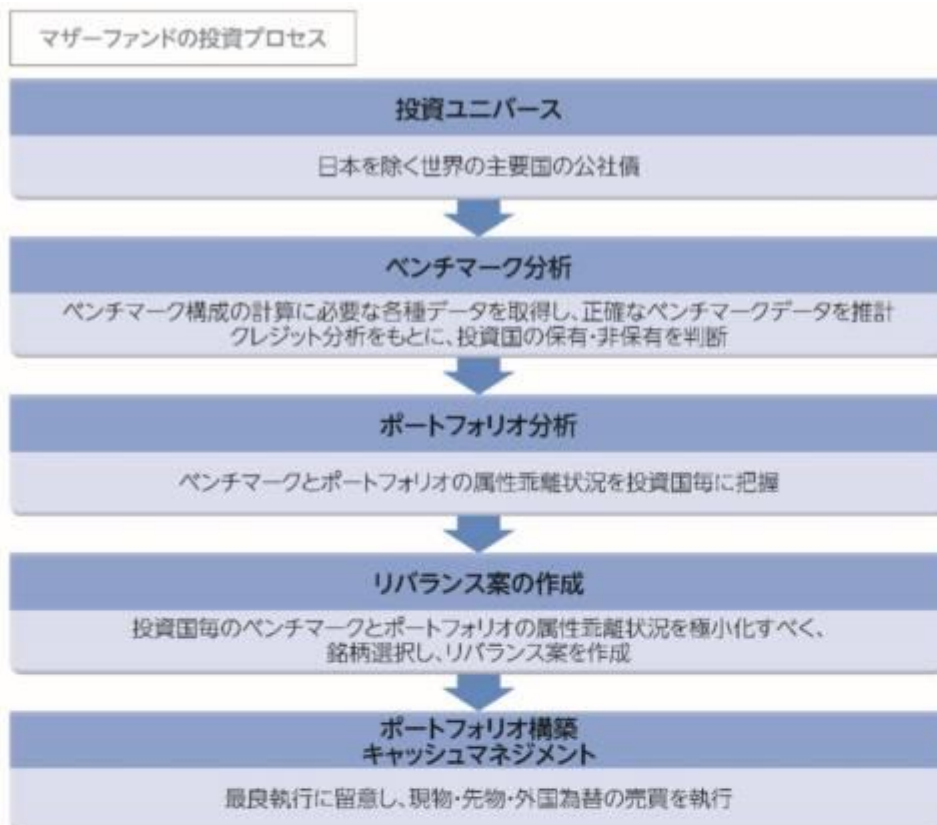 マザーファンドの投資プロセス
投資ユニバース
日本を除く世界の主要国の公社債
ベンチマーク分析
ベンチマーク構成の計算に必要な各種データを取得し、正確なベンチマークデータを推計
クレジット分析をもとに、投資国の保有・非保有を判断
ポートフォリオ分析
ベンチマークとポートフォリオの属性乖離状況を投資国毎に把握
リバランス案の作成
投資国毎のベンチマークとポートフォリオの属性乖離状況を極小化すべく、
銘柄選択し、リバランス案を作成
ポートフォリオ構築
キャッシュマネジメント
最良執行に留意し、現物・先物・外国為替の売買を執行